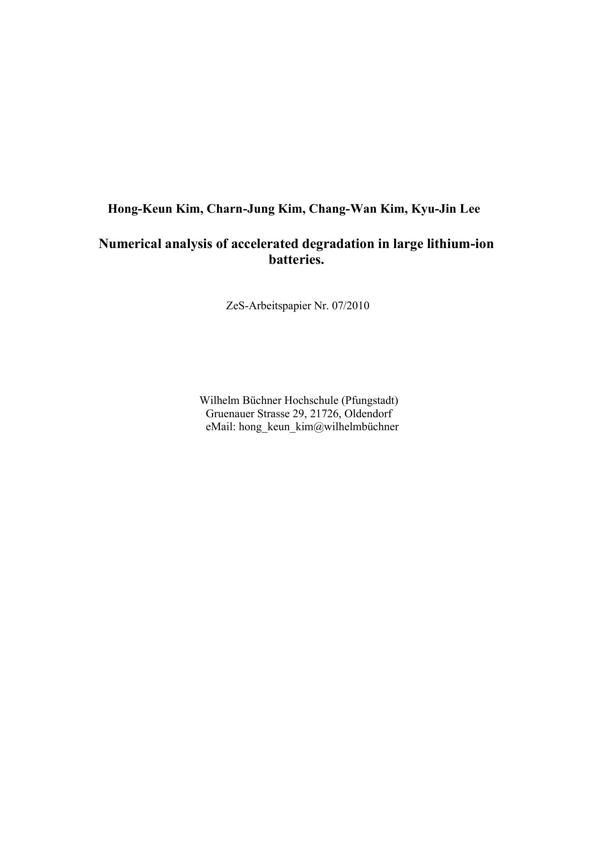 Hong-Keun Kim, Charn-Jung Kim, Chang-Wan Kim, Kyu-Jin Lee
Numerical analysis of accelerated degradation in large lithium-ion
batteries.
ZeS-Arbeitspapier Nr. 07/2010
Wilhelm Büchner Hochschule (Pfungstadt)
Gruenauer Strasse 29, 21726, Oldendorf
eMail: hong_keun_kim@wilhelmbüchner